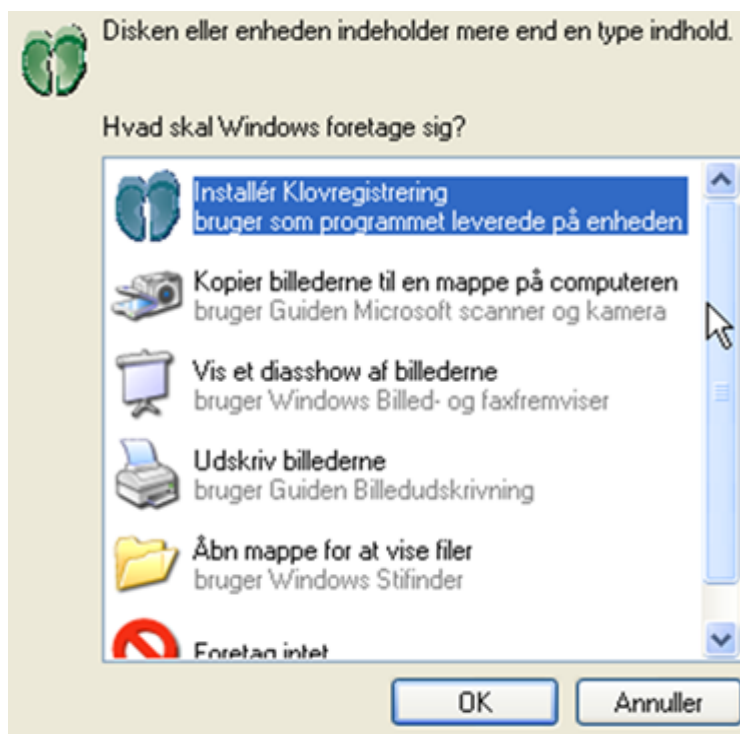 Disken eller enheden indeholder mere end en type indhold.
Hvad skal Windows foretage sig?
Installér Klovregistrering
bruger som programmet leverede på enheden
Kopier billederne til en mappe på computeren
bruger Guiden Microsoft scanner og kamera
Vis et diasshow af billederne
bruger Windows Billed- og faxfremviser
Udskriv billederne
bruger Guiden Billedudskrivning
Åbn mappe for at vise filer
bruger Windows Stifinder
Foretag intet
OK
Annuller